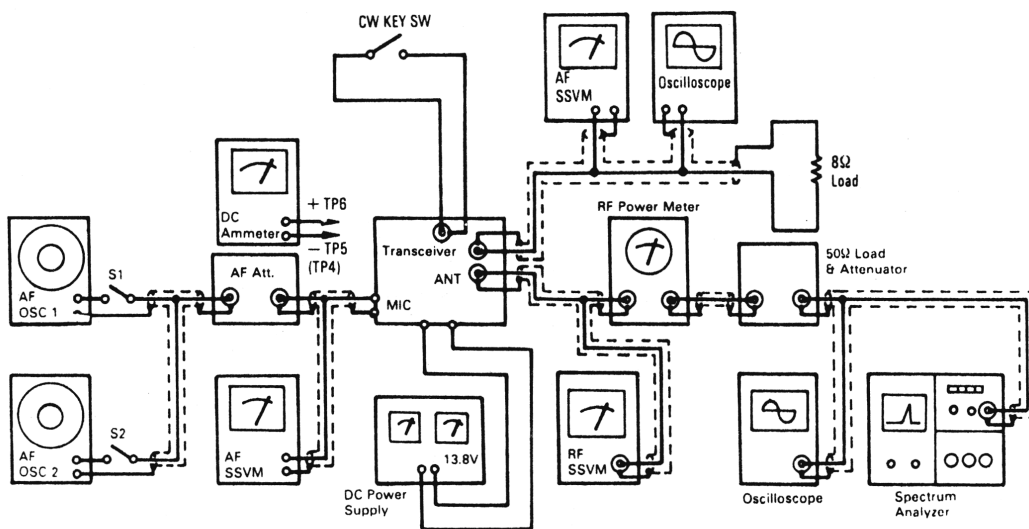 CW KEY SW
AF
SSVM
Oscilloscope
8Ω
Load
DC
Ammeter
+ TP6
– TP5
(TP4)
RF Power Meter
Transceiver
ANT
MIC
50Ω Load
& Attenuator
AF
OSC 1
S1
AF Att.
AF
OSC 2
S2
AF
SSVM
13.8V
DC Power
Supply
RF
SSVM
Oscilloscope
Spectrum
Analyzer